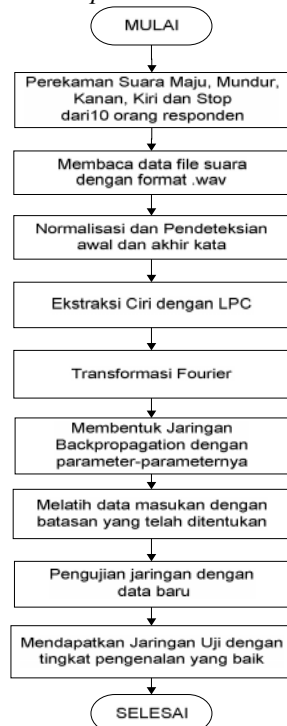 MULAI
Perekaman Suara Maju, Mundur,
Kanan, Kiri dan Stop
dari10 orang responden
Membaca data file suara
dengan format .wav
Normalisasi dan Pendeteksian
awal dan akhir kata
Ekstraksi Ciri dengan LPC
Transformasi Fourier
Membentuk Jaringan
Backpropagation dengan
parameter-parameternya
Melatih data masukan dengan
batasan yang telah ditentukan
Pengujian jaringan dengan
data baru
Mendapatkan Jaringan Uji dengan
tingkat pengenalan yang baik
SELESAI